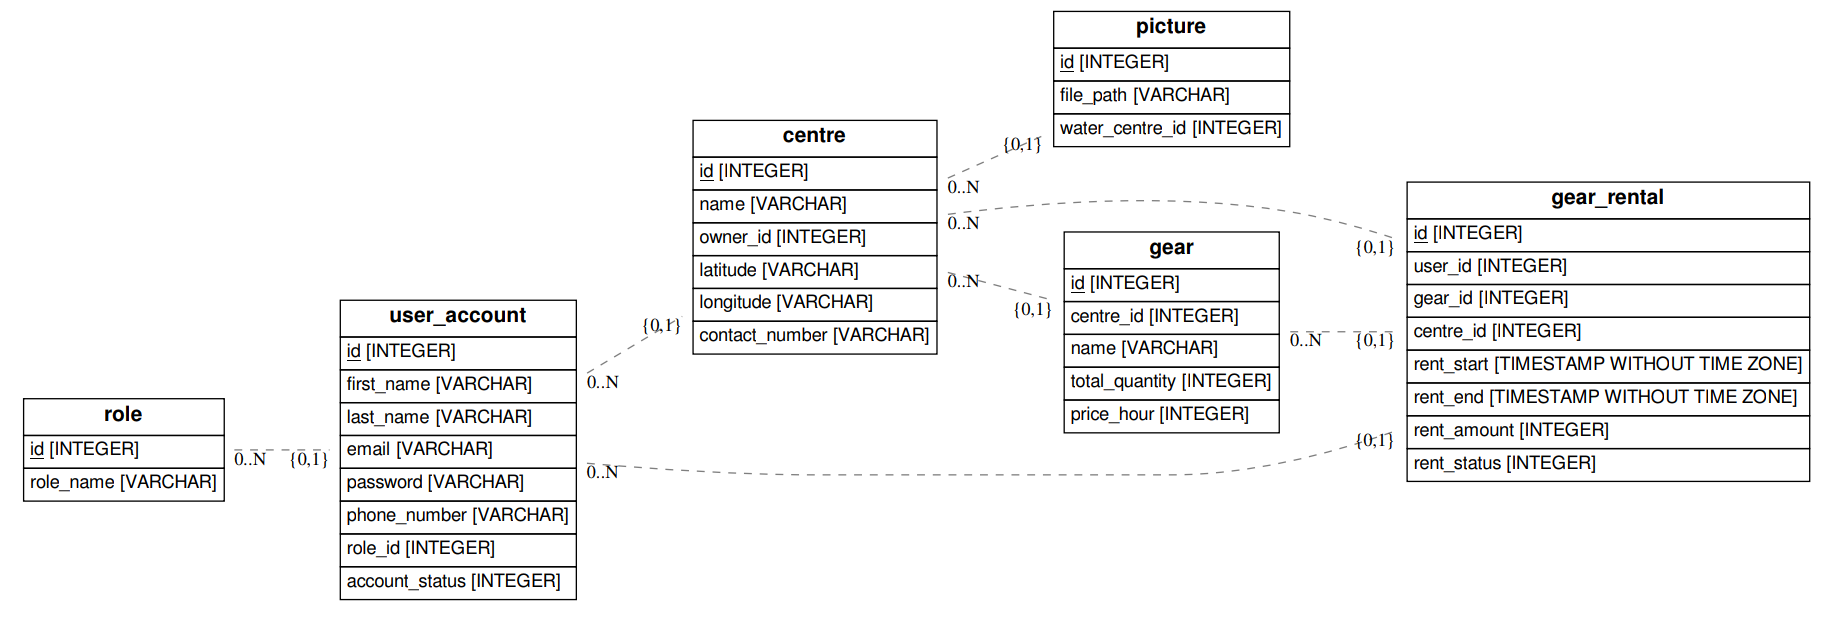 picture
id [INTEGER]
file_path [VARCHAR]
water_centre_id [INTEGER]
centre
id [INTEGER]
name [VARCHAR]
owner_id [INTEGER]
latitude [VARCHAR]
longitude [VARCHAR]
contact_number [VARCHAR]
{0,1}
0..N
0..N
0..N
{0,1}
gear_rental
id [INTEGER]
user_id [INTEGER]
gear_id [INTEGER]
centre_id [INTEGER]
rent_start [TIMESTAMP WITHOUT TIME ZONE]
rent_end [TIMESTAMP WITHOUT TIME ZONE]
rent_amount [INTEGER]
rent_status [INTEGER]
{0,1}
{0,1}
{0,1}
gear
id [INTEGER]
centre_id [INTEGER]
name [VARCHAR]
total_quantity [INTEGER]
price_hour [INTEGER]
0..N
user_account
id [INTEGER]
first_name [VARCHAR]
last_name [VARCHAR]
email [VARCHAR]
password [VARCHAR]
phone_number [VARCHAR]
role_id [INTEGER]
account_status [INTEGER]
{0,1}
0..N
0..N
role
id [INTEGER]
role_name [VARCHAR]
0..N {0,1}